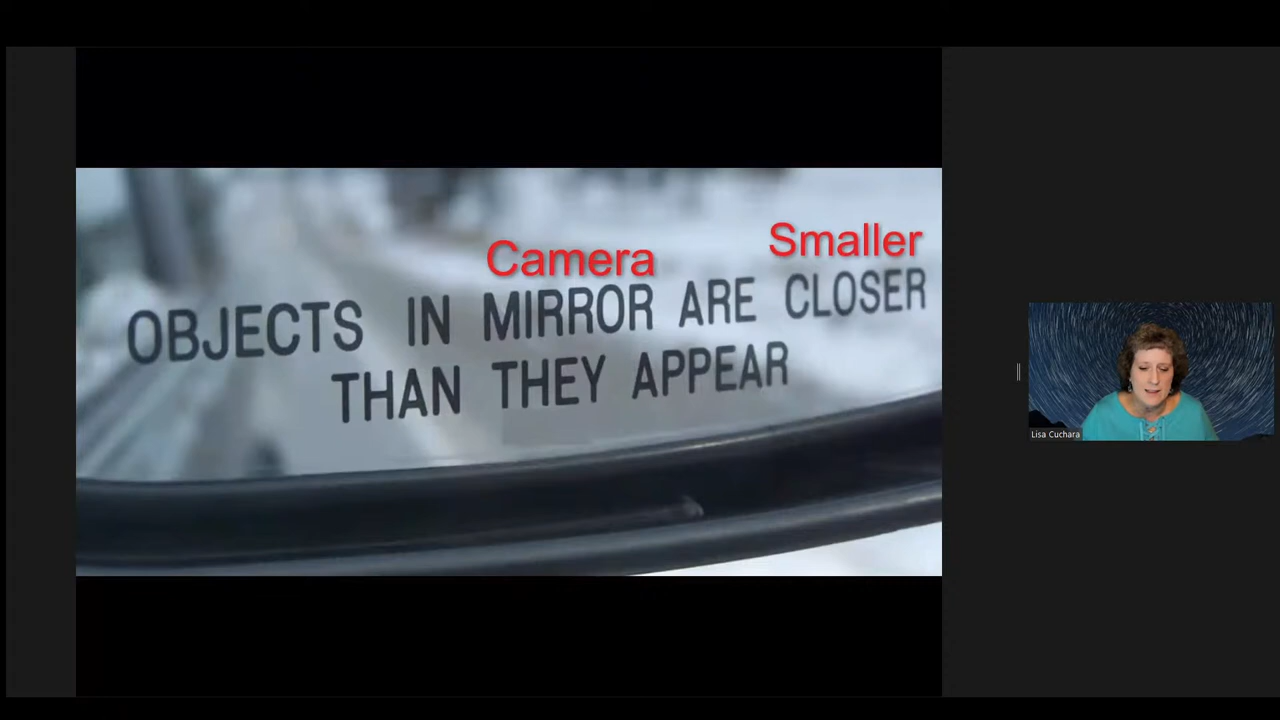 Camera Smaller
OBJECTS IN MIRROR ARE CLOSER
THAN THEY APPEAR
Lisa Cuchara